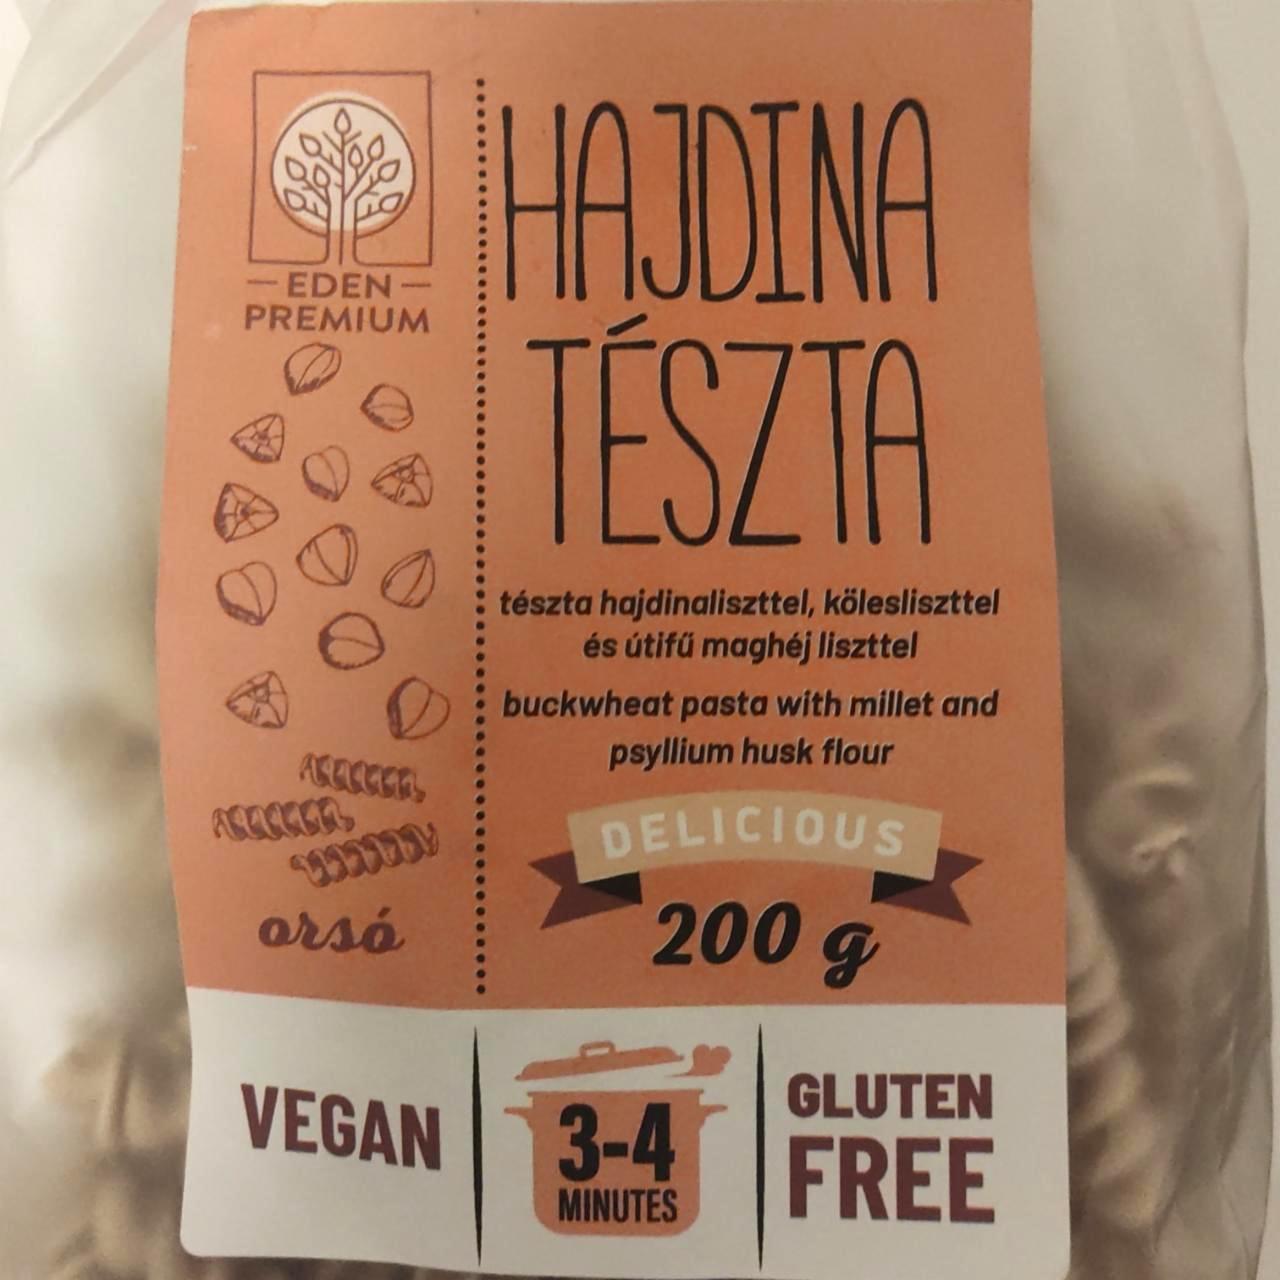 EDEN
PREMIUM
HAJDINA
TÉSZTA
tészta hajdinaliszttel, kölesliszttel
és útifű maghéj liszttel
buckwheat pasta with millet and
psyllium husk flour
DELICIOUS
200 g
orsó
VEGAN
3-4
MINUTES
GLUTEN
FREE